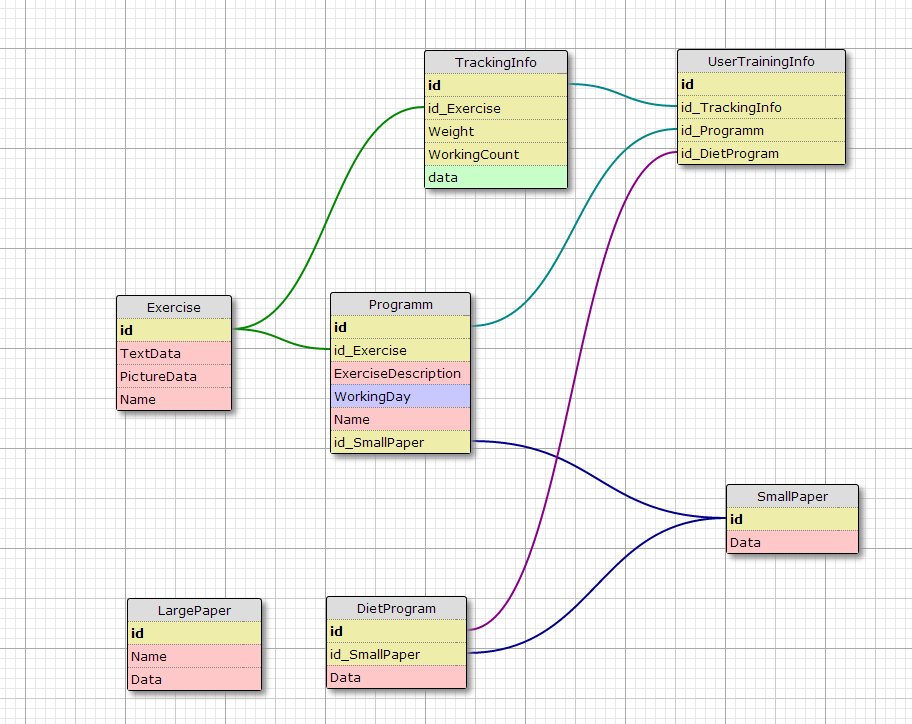 TrackingInfo
id
id_Exercise
Weight
WorkingCount
data
UserTrainingInfo
id
id_TrackingInfo
id_Programm
id_DietProgram
Exercise
id
TextData
PictureData
Name
Programm
id
id_Exercise
ExerciseDescription
WorkingDay
Name
id_SmallPaper
SmallPaper
id
Data
LargePaper
id
Name
Data
DietProgram
id
id_SmallPaper
Data